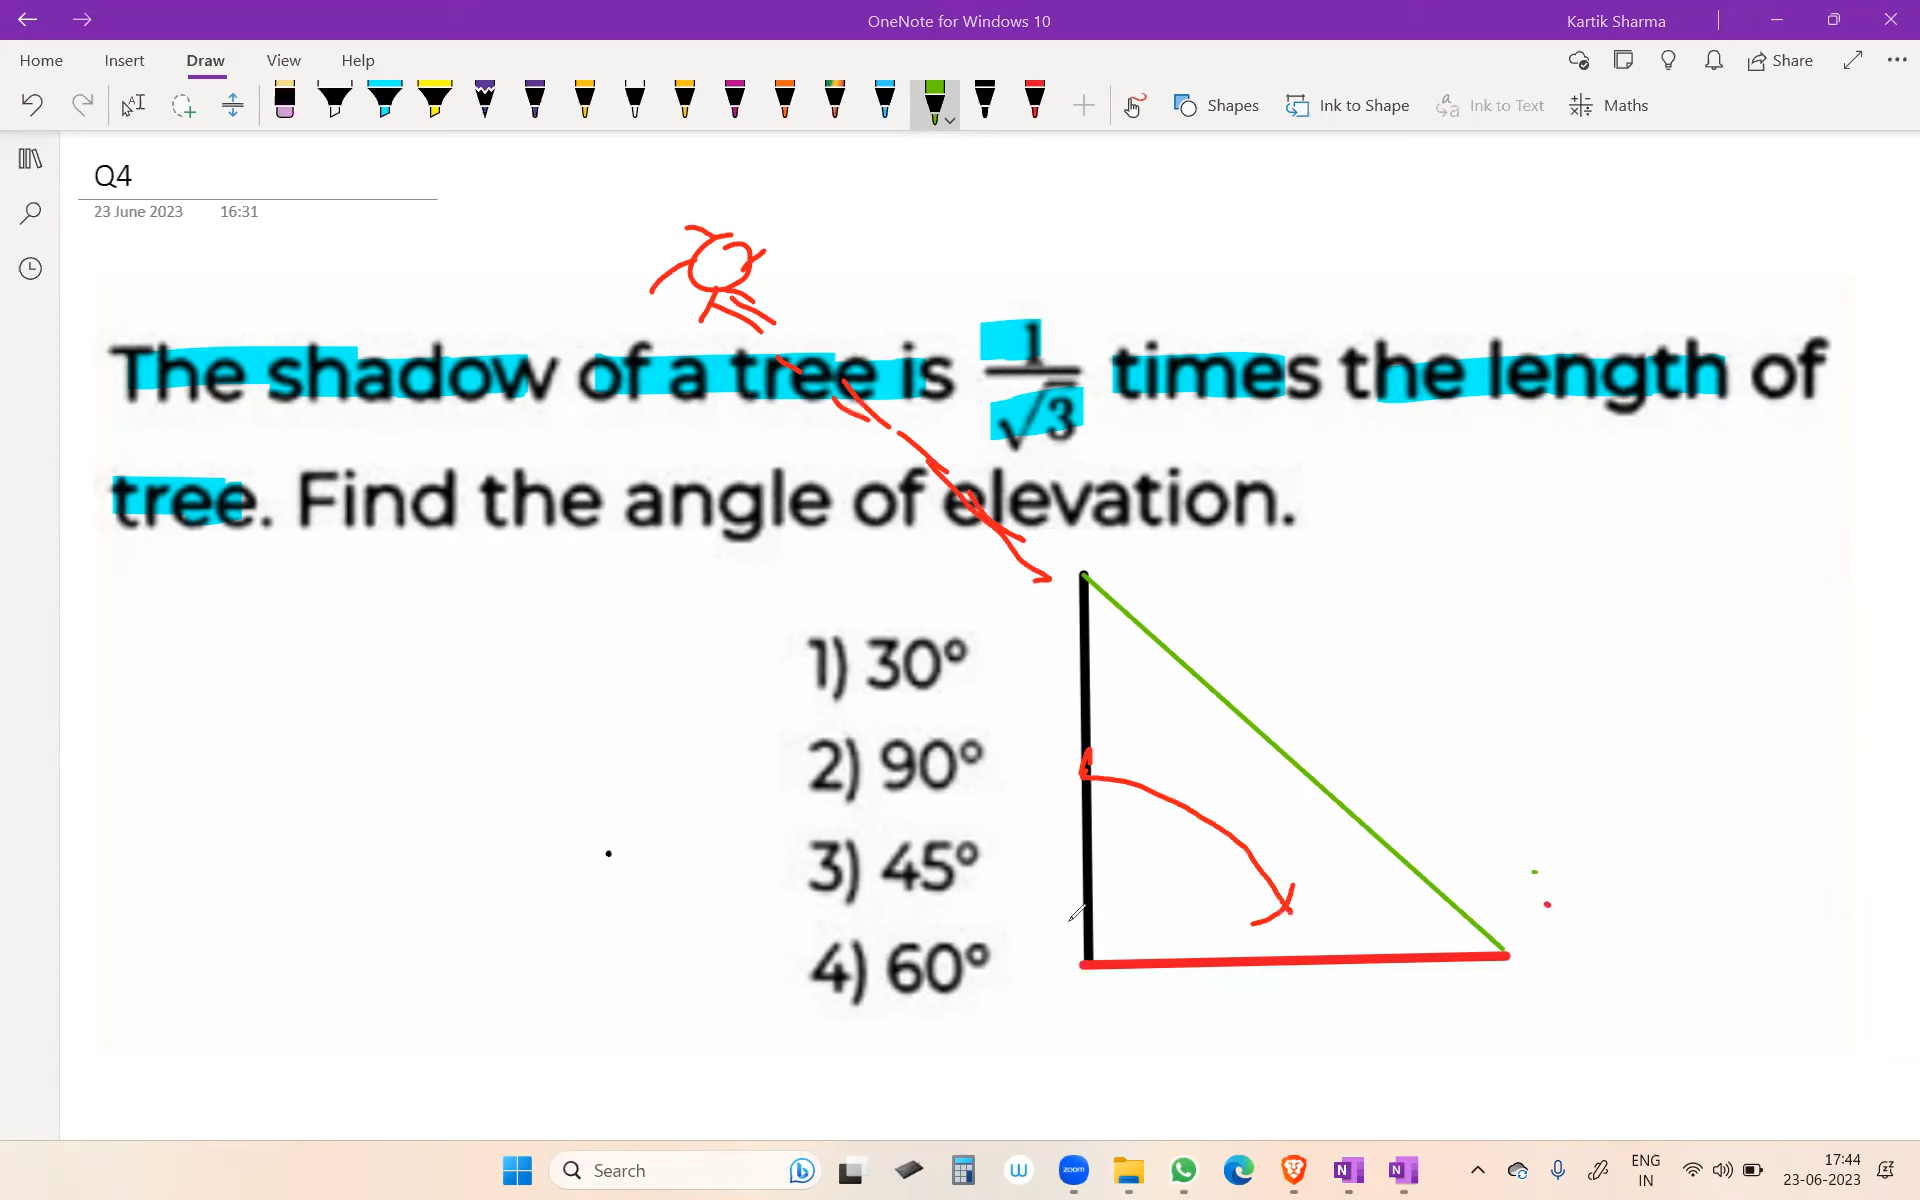 OneNote for Windows 10
Kartik Sharma
Home Insert Draw View Help
Share
Shapes Ink to Shape Ink to Text Maths
Q4
23 June 2023 16:31
The shadow of a tree is 1/√3 times the length of
tree. Find the angle of elevation.
1) 30°
2) 90°
3) 45°
4) 60°
Search
zoom
ENG
IN
17:44
23-06-2023